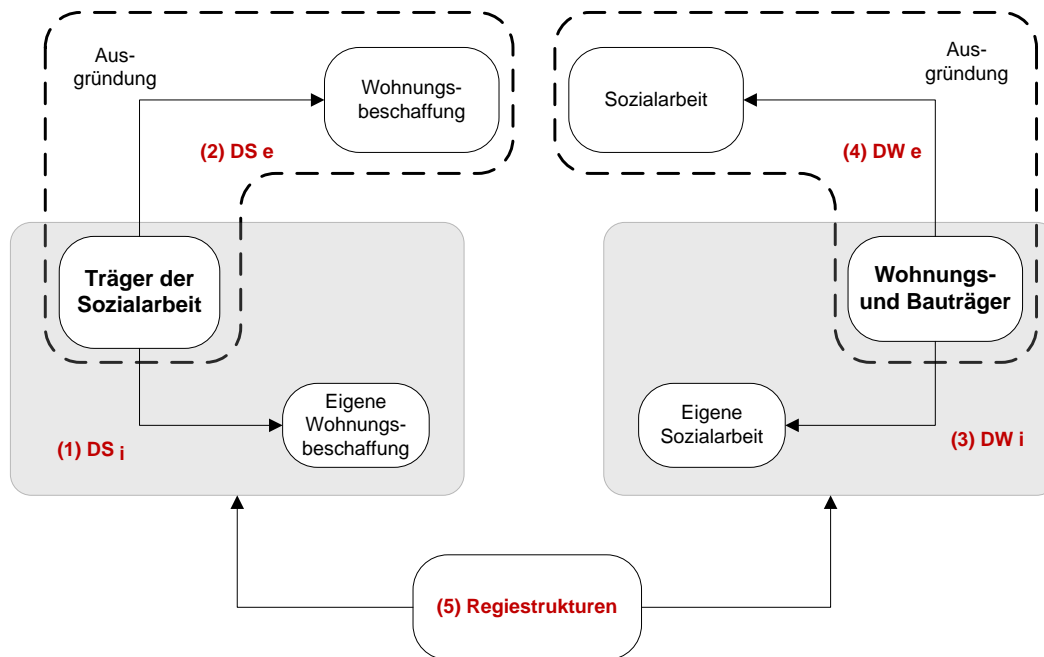 Aus-
gründung
Wohnungs-
beschaffung
(2) DS e
Sozialarbeit
Aus-
gründung
(4) DW e
Träger der
Sozialarbeit
Wohnungs-
und Bauträger
Eigene
Wohnungs-
beschaffung
(1) DS i
Eigene
Sozialarbeit
(3) DW i
(5) Regiestrukturen